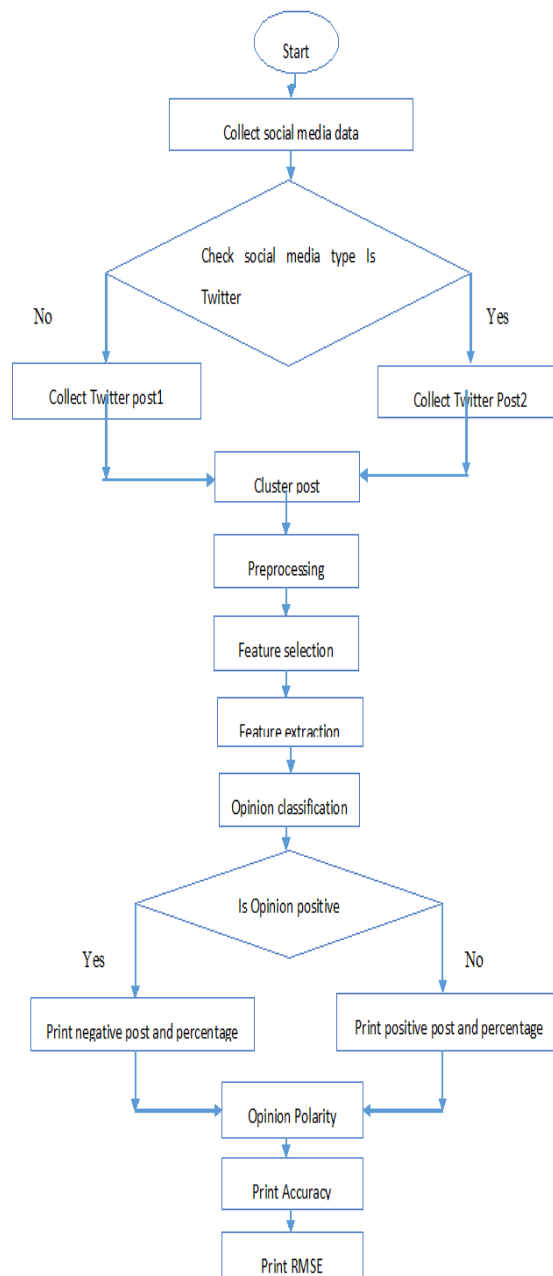 Start
Collect social media data
Check social media type Is
Twitter
No
Yes
Collect Twitter post1
Collect Twitter Post2
Cluster post
Preprocessing
Feature selection
Feature extraction
Opinion classification
Is Opinion positive
Yes
No
Print negative post and percentage
Print positive post and percentage
Opinion Polarity
Print Accuracy
Print RMSE